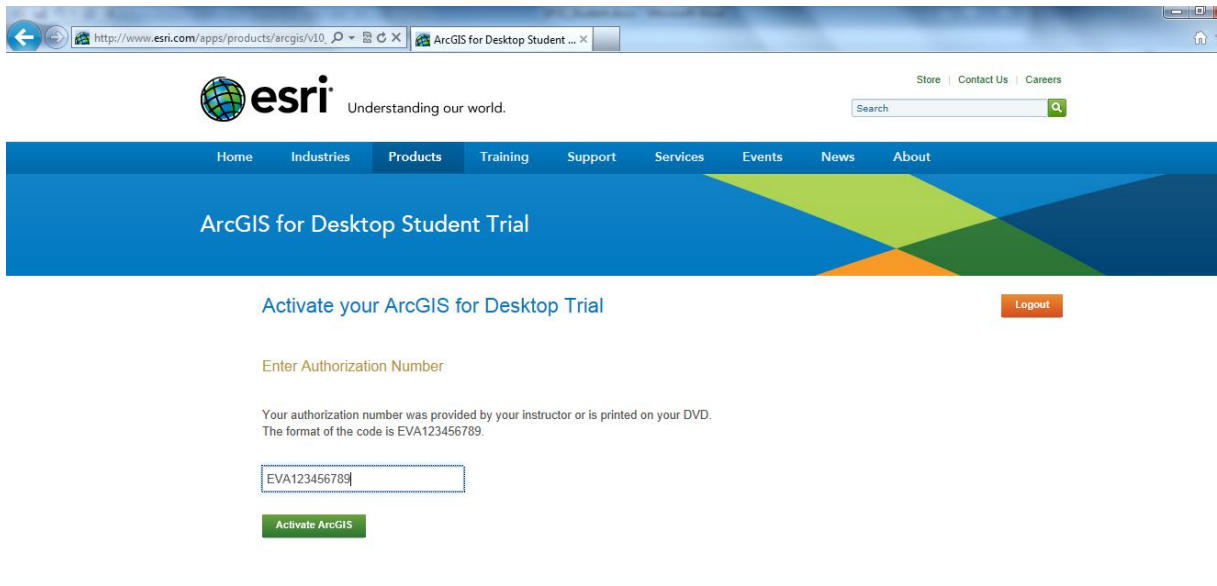 http://www.esri.com/apps/products/arcgis/v10_
ArcGIS for Desktop Student ...
Store | Contact Us | Careers
esri Understanding our world.
Search
Home Industries Products Training Support Services Events News About
ArcGIS for Desktop Student Trial
Activate your ArcGIS for Desktop Trial
Logout
Enter Authorization Number
Your authorization number was provided by your instructor or is printed on your DVD.
The format of the code is EVA123456789.
EVA123456789
Activate ArcGIS